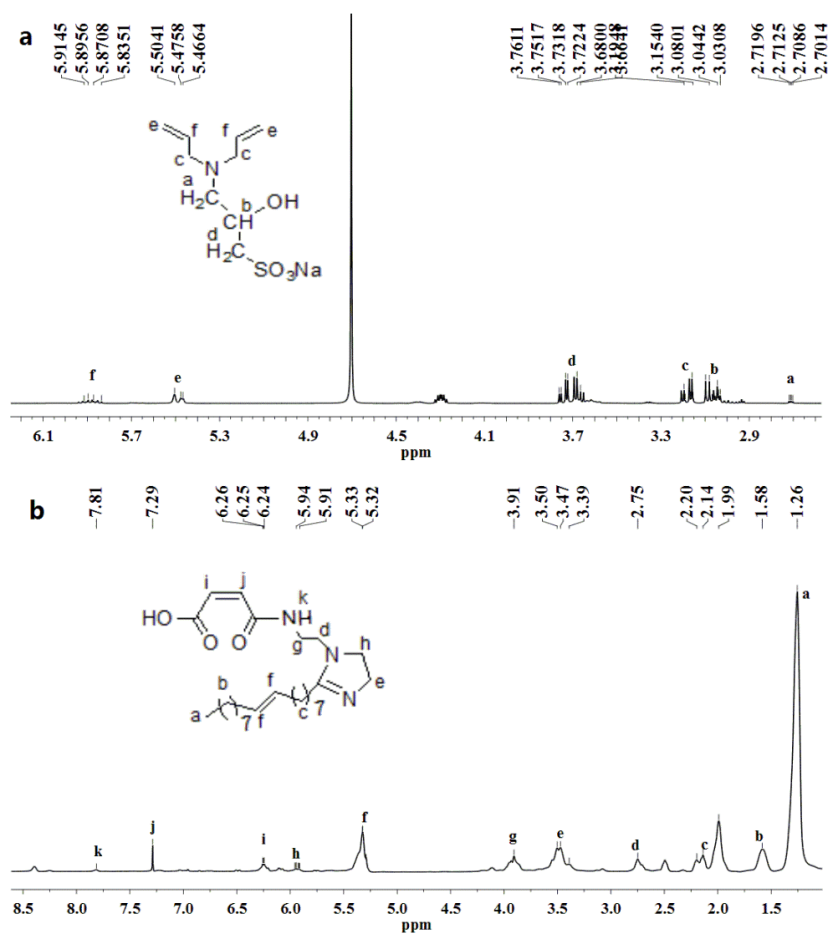 a
5.9145
5.8956
5.8708
5.8351
5.5041
5.4758
5.4664
3.7611
3.7517
3.7318
3.7224
3.6800
3.6641
3.1948
3.1540
3.0801
3.0442
3.0308
2.7196
2.7125
2.7086
2.7014
e f f e
c c
N
a
H₂C b OH
CH
d
H₂C
SO₃Na
f e d c b a
6.1 5.7 5.3 4.9 4.5 4.1 3.7 3.3 2.9
ppm
b
7.81
7.29
6.26
6.25
6.24
5.94
5.91
5.33
5.32
3.91
3.50
3.47
3.39
2.75
2.20
2.14
1.99
1.58
1.26
i j
k
HO NH
O O
d
g N h
b f e
N
a 7 f c 7
k j i h f g e d c b a
8.5 8.0 7.5 7.0 6.5 6.0 5.5 5.0 4.5 4.0 3.5 3.0 2.5 2.0 1.5
ppm